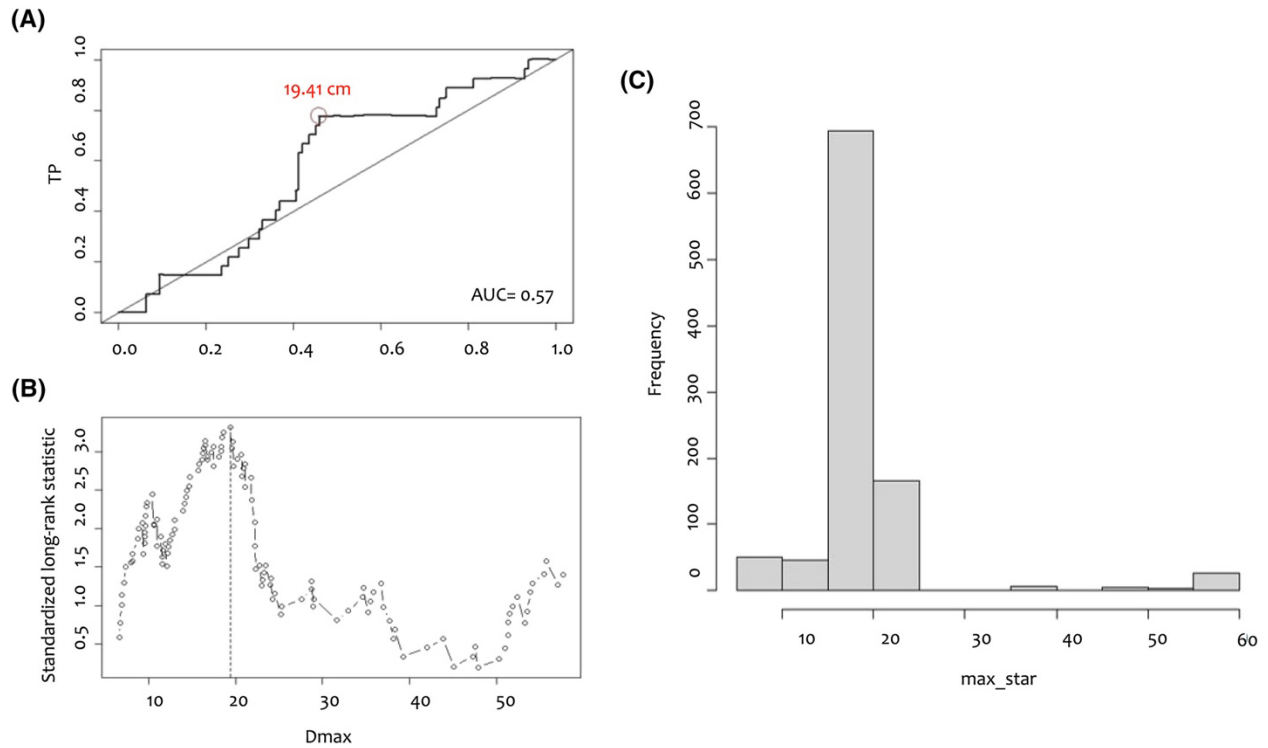 (A)
1.0
0.8
0.6
0.4
0.2
0.0
TP
19.41 cm
AUC= 0.57
0.0 0.2 0.4 0.6 0.8 1.0
(B)
3.0
2.5
2.0
1.5
1.0
0.5
Standardized long-rank statistic
10 20 30 40 50
Dmax
(C)
700
600
500
400
300
200
100
0
Frequency
10 20 30 40 50 60
max_star